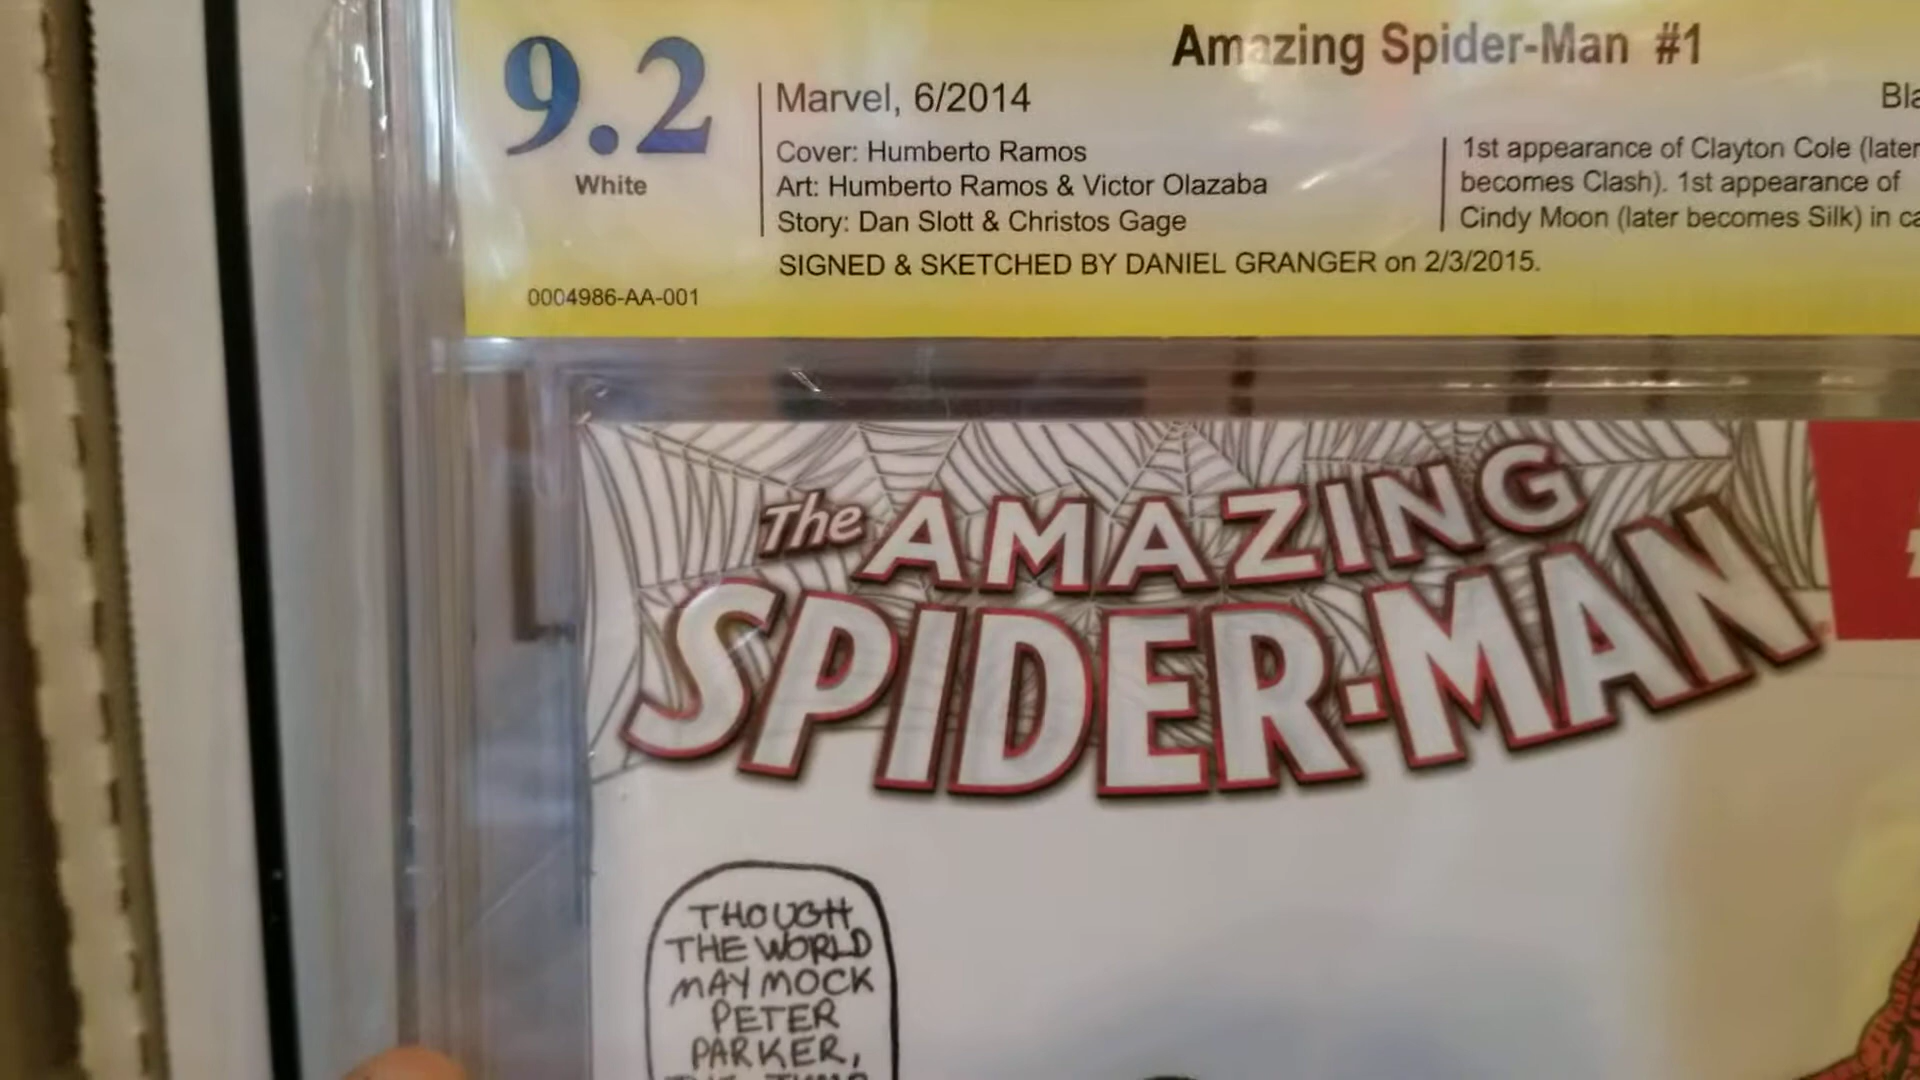 9.2
White
0004986-AA-001
Amazing Spider-Man #1
Marvel, 6/2014
Cover: Humberto Ramos
Art: Humberto Ramos & Victor Olazaba
Story: Dan Slott & Christos Gage
SIGNED & SKETCHED BY DANIEL GRANGER on 2/3/2015.
1st appearance of Clayton Cole (later
becomes Clash). 1st appearance of
Cindy Moon (later becomes Silk) in
The AMAZING
SPIDER-MAN
THOUGH
THE WORLD
MAY MOCK
PETER
PARKER,